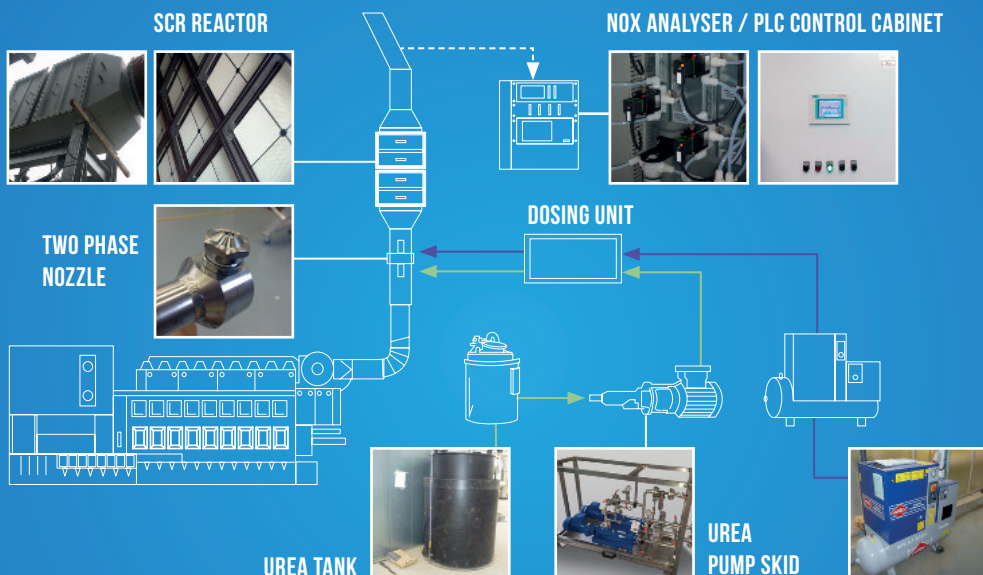 SCR REACTOR
NOX ANALYSER / PLC CONTROL CABINET
TWO PHASE
NOZZLE
DOSING UNIT
UREA TANK
UREA
PUMP SKID